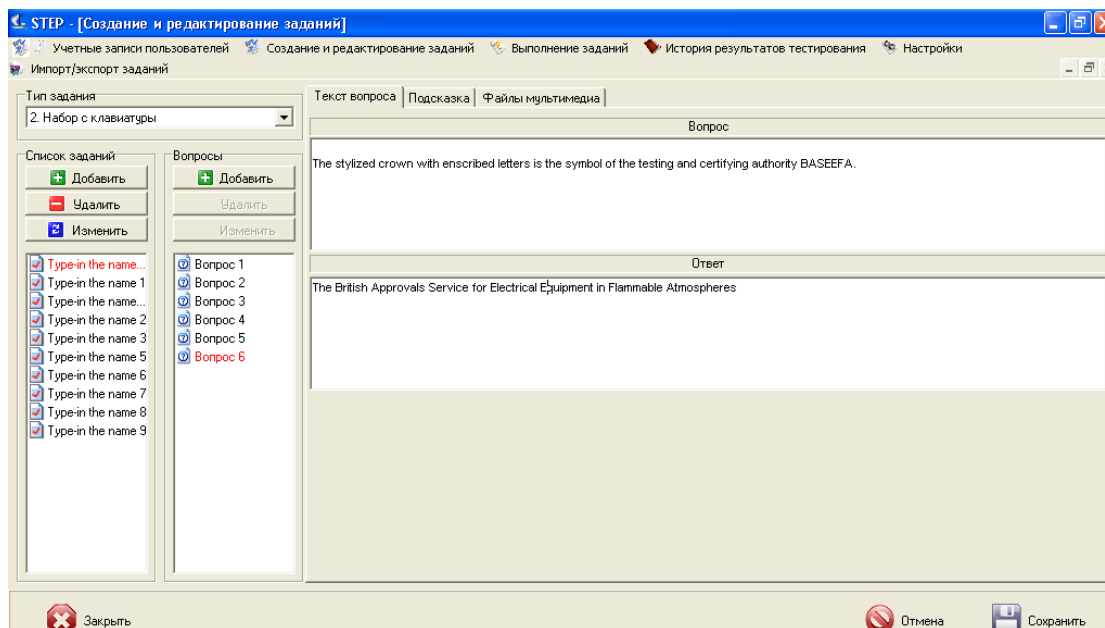 STEP - [Создание и редактирование заданий]
Учетные записи пользователей Создание и редактирование заданий Выполнение заданий История результатов тестирования Настройки
Импорт/экспорт заданий
Тип задания
2. Набор с клавиатуры
Список заданий
Добавить
Удалить
Изменить
Type-in the name...
Type-in the name 1
Type-in the name...
Type-in the name 2
Type-in the name 3
Type-in the name 5
Type-in the name 6
Type-in the name 7
Type-in the name 8
Type-in the name 9
Вопросы
Добавить
Удалить
Изменить
Вопрос 1
Вопрос 2
Вопрос 3
Вопрос 4
Вопрос 5
Вопрос 6
Текст вопроса Подсказка Файлы мультимедиа
Вопрос
The stylized crown with enscribed letters is the symbol of the testing and certifying authority BASEEFA.
Ответ
The British Approvals Service for Electrical Equipment in Flammable Atmospheres
Закрыть Отмена Сохранить